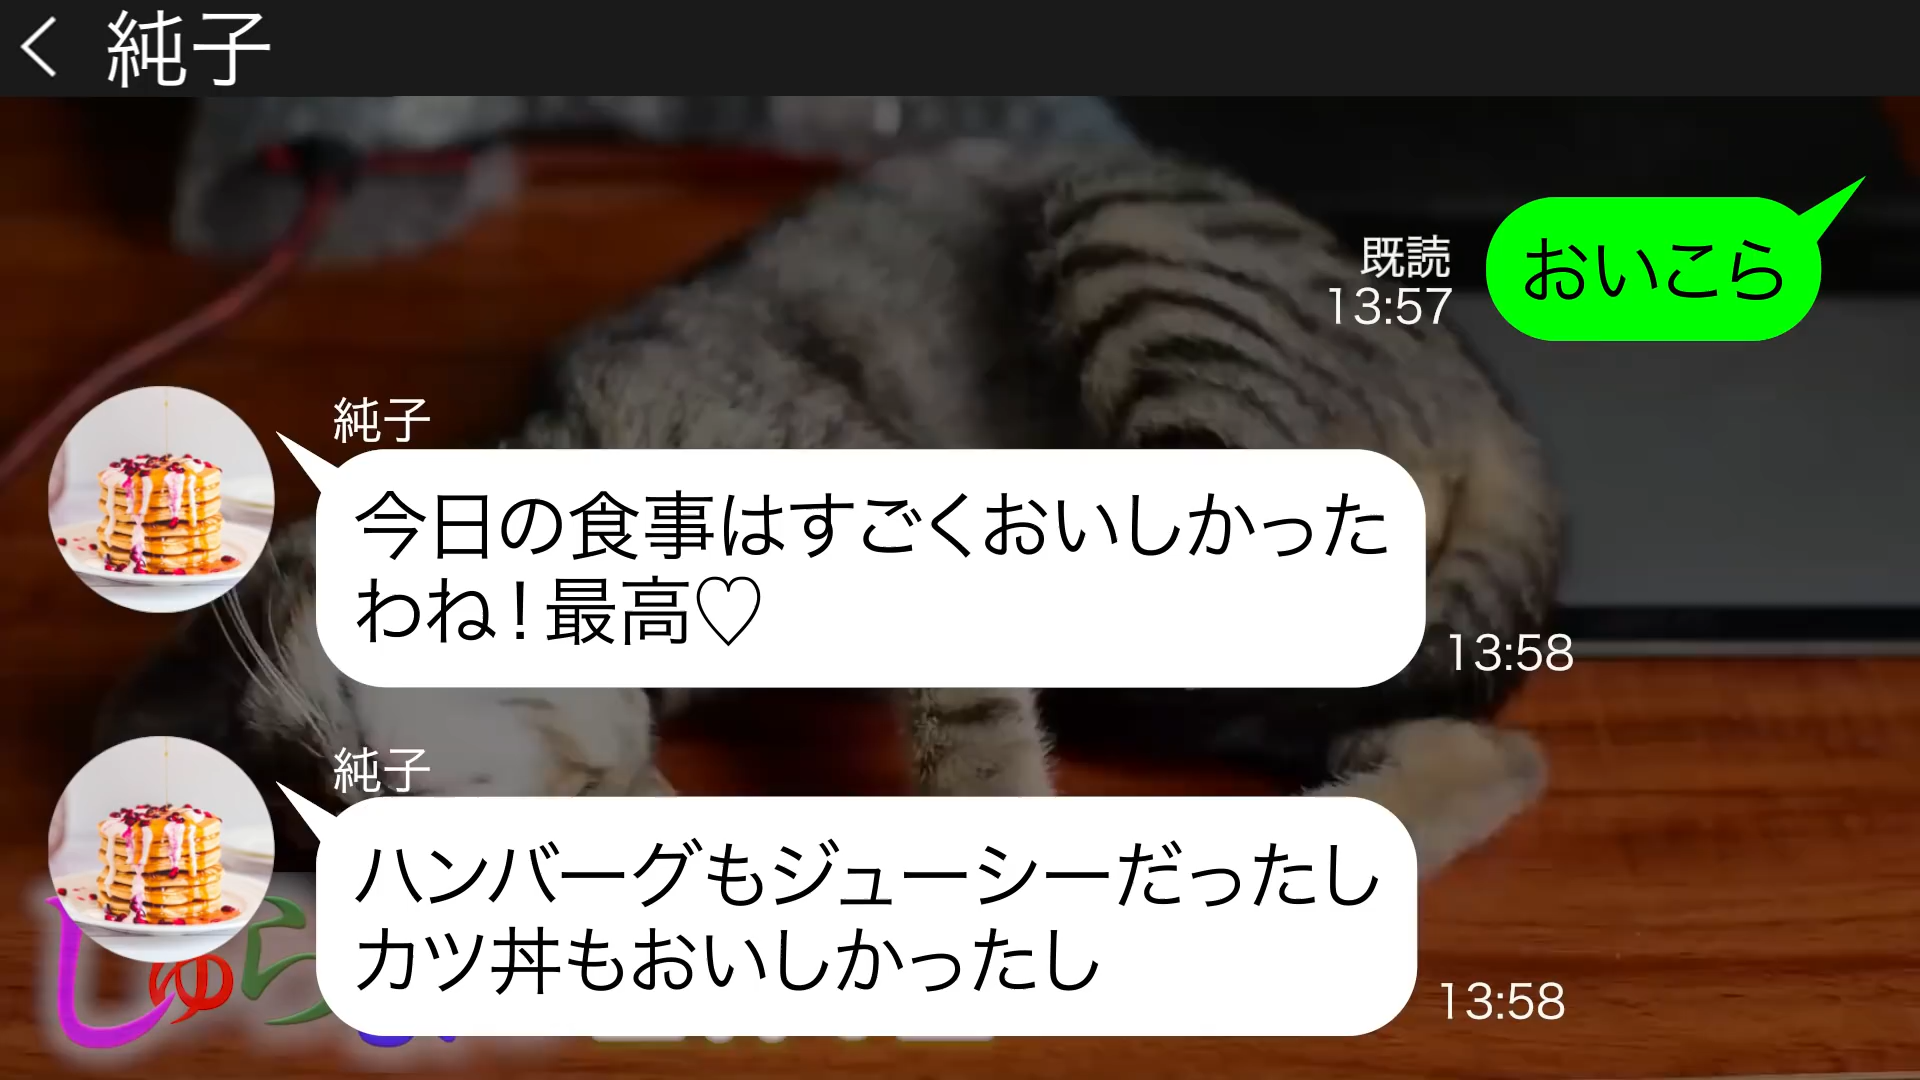 純子
おいこら
既読
13:57
純子
今日の食事はすごくおいしかった
わね！最高♡
13:58
純子
ハンバーグもジューシーだったし
カツ丼もおいしかったし
13:58
しゅら